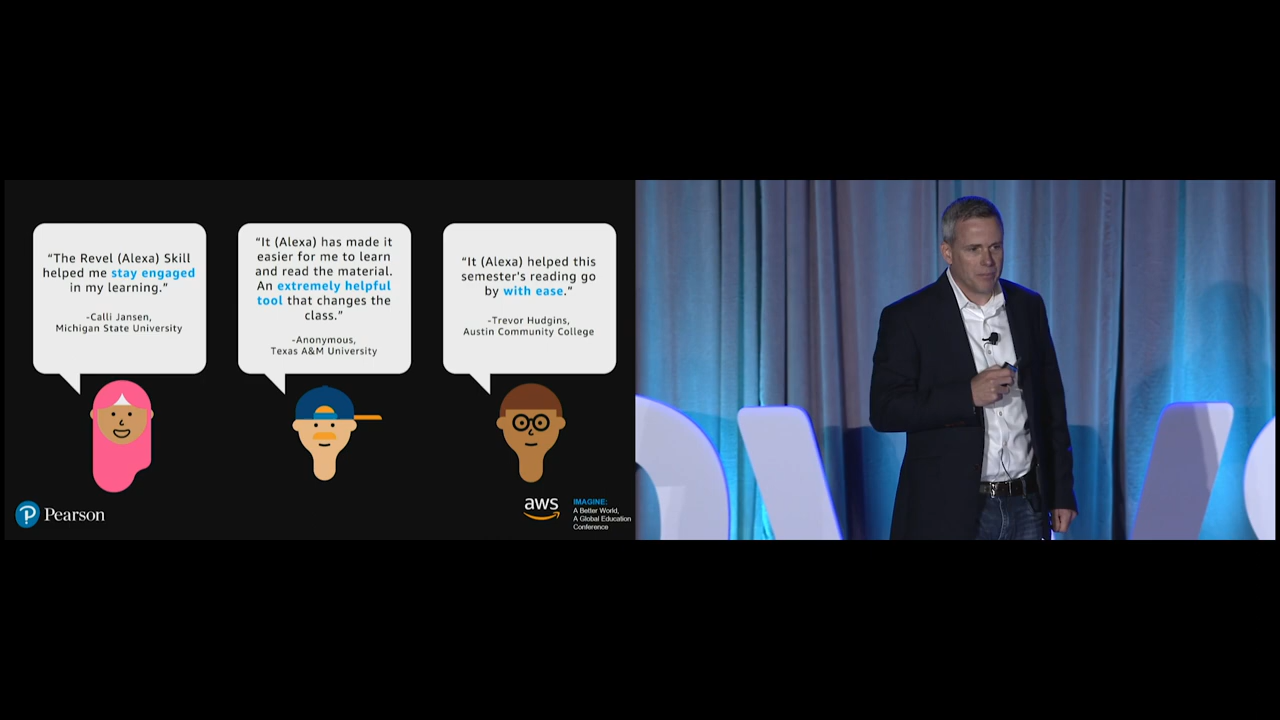 “The Revel (Alexa) Skill
helped me stay engaged
in my learning.”
-Calli Jansen,
Michigan State University
“It (Alexa) has made it
easier for me to learn
and read the material.
An extremely helpful
tool that changes the
class.”
-Anonymous,
Texas A&M University
“It (Alexa) helped this
semester's reading go
by with ease.”
-Trevor Hudgins,
Austin Community College
Pearson
aws
IMAGINE:
A Better World,
A Global Education
Conference